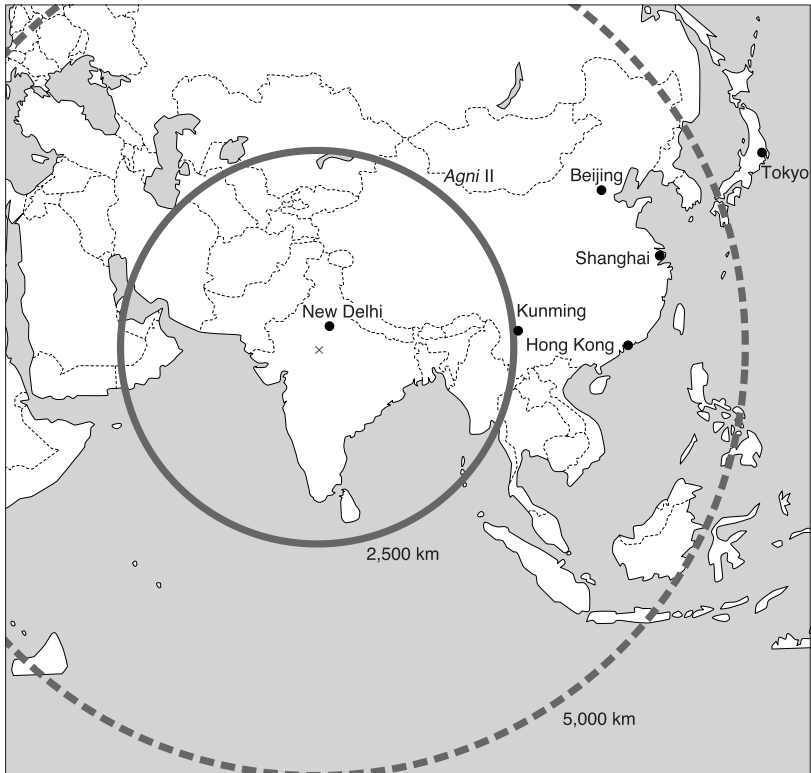 Agni II
Beijing
Tokyo
Shanghai
New Delhi
Kunming
Hong Kong
2,500 km
5,000 km